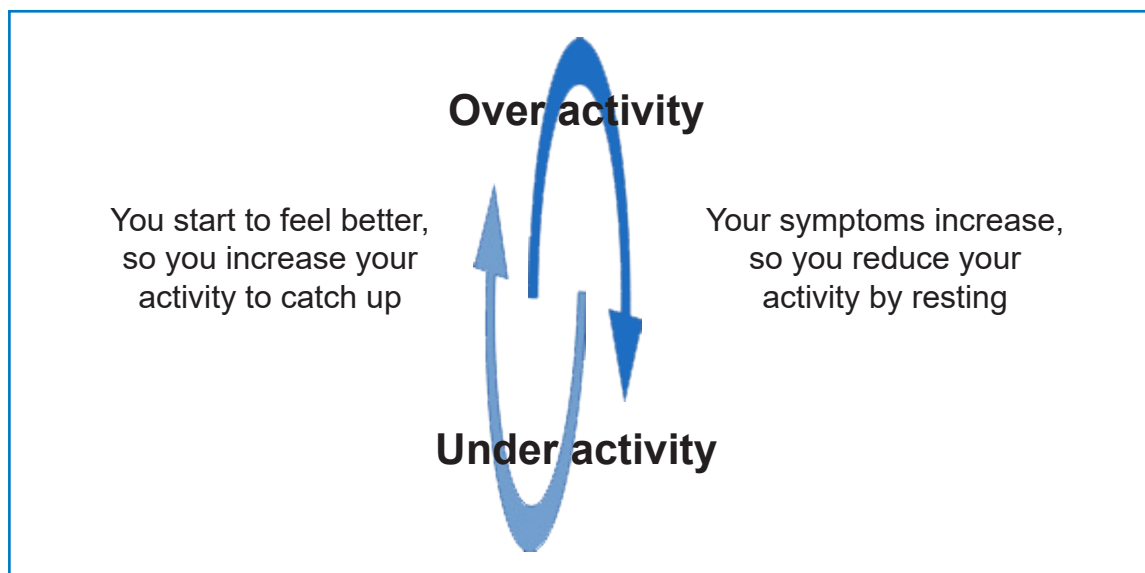 Over activity
You start to feel better,
so you increase your
activity to catch up
Your symptoms increase,
so you reduce your
activity by resting
Under activity